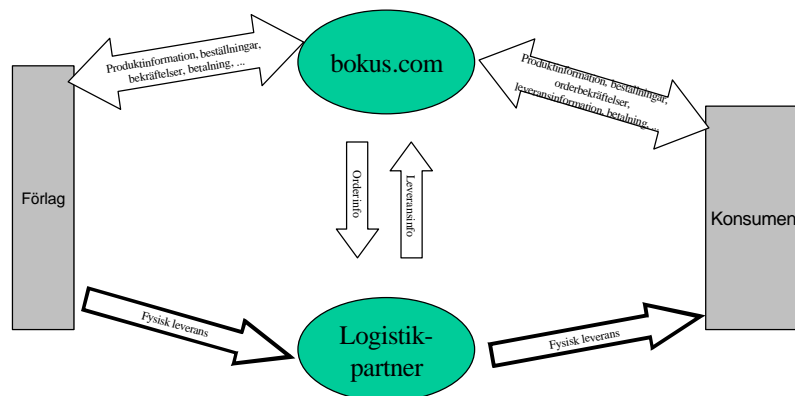 Produktinformation, beställningar,
bekräftelser, betalning, ...
bokus.com
Produktinformation, beställningar,
orderbekräftelser,
leveransinformation, betalning, ...
Förlag
Orderinfo
Leveransinfo
Konsumen
Fysisk leverans
Logistik-
partner
Fysisk leverans